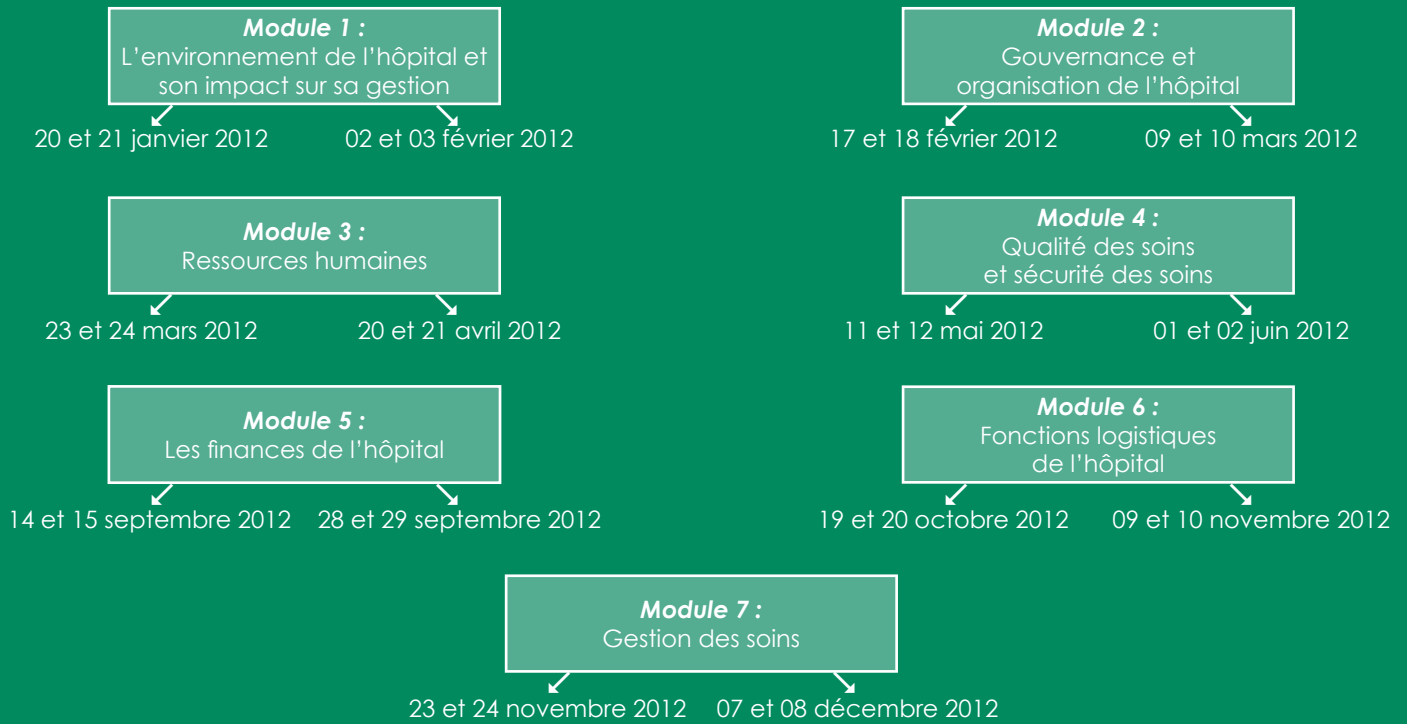 Module 1 :
L'environnement de l'hôpital et
son impact sur sa gestion
20 et 21 janvier 2012
02 et 03 février 2012
Module 2 :
Gouvernance et
organisation de l'hôpital
17 et 18 février 2012
09 et 10 mars 2012
Module 3 :
Ressources humaines
23 et 24 mars 2012
20 et 21 avril 2012
Module 4 :
Qualité des soins
et sécurité des soins
11 et 12 mai 2012
01 et 02 juin 2012
Module 5 :
Les finances de l'hôpital
14 et 15 septembre 2012
28 et 29 septembre 2012
Module 6 :
Fonctions logistiques
de l'hôpital
19 et 20 octobre 2012
09 et 10 novembre 2012
Module 7 :
Gestion des soins
23 et 24 novembre 2012
07 et 08 décembre 2012